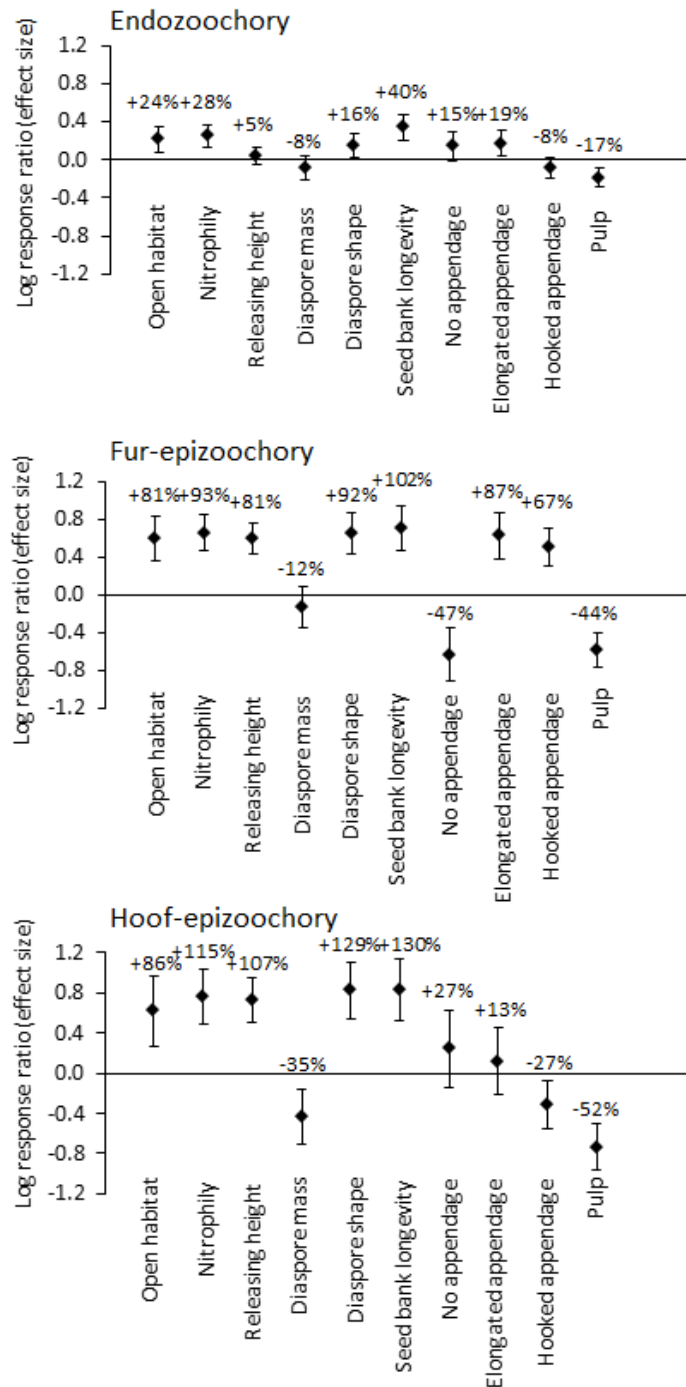 Endozoochory
Log response ratio (effect size)
1.2
0.8
0.4
0.0
-0.4
-0.8
-1.2
+24%
+28%
+5%
-8%
+16%
+40%
+15%
+19%
-8%
-17%
Open habitat
Nitrophily
Releasing height
Diaspore mass
Diaspore shape
Seed bank longevity
No appendage
Elongated appendage
Hooked appendage
Pulp
Fur-epizoochory
Log response ratio (effect size)
1.2
0.8
0.4
0.0
-0.4
-0.8
-1.2
+81%
+93%
+81%
-12%
+92%
+102%
-47%
+87%
+67%
-44%
Open habitat
Nitrophily
Releasing height
Diaspore mass
Diaspore shape
Seed bank longevity
No appendage
Elongated appendage
Hooked appendage
Pulp
Hoof-epizoochory
Log response ratio (effect size)
1.2
0.8
0.4
0.0
-0.4
-0.8
-1.2
+86%
+115%
+107%
-35%
+129%
+130%
+27%
+13%
-27%
-52%
Open habitat
Nitrophily
Releasing height
Diaspore mass
Diaspore shape
Seed bank longevity
No appendage
Elongated appendage
Hooked appendage
Pulp